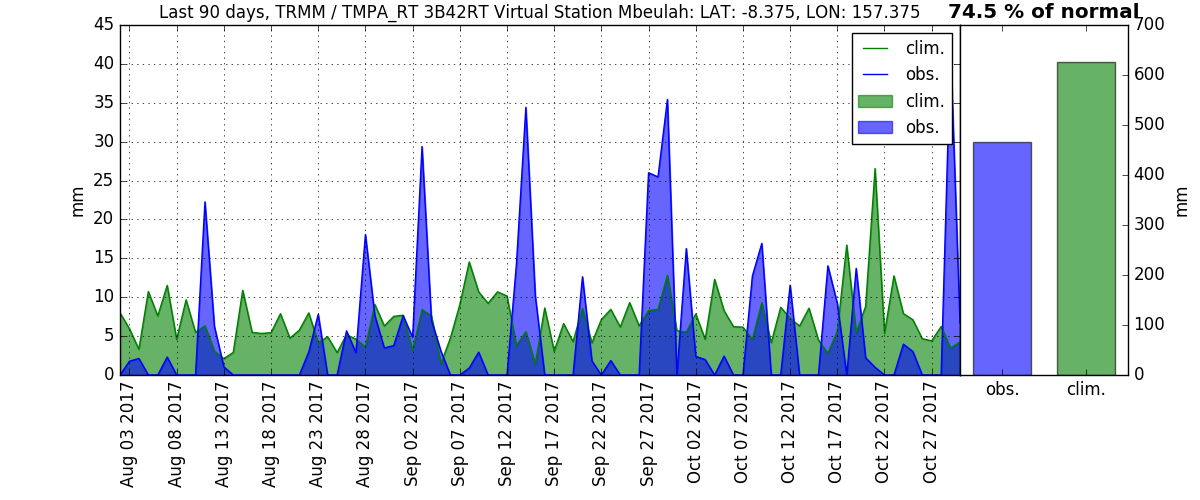 Last 90 days, TRMM / TMPA_RT 3B42RT Virtual Station Mbeulah: LAT: -8.375, LON: 157.375
74.5 % of normal
45
40
35
30
25
20
15
10
5
0
mm
clim.
obs.
clim.
obs.
700
600
500
400
300
200
100
0
mm
Aug 03 2017
Aug 08 2017
Aug 13 2017
Aug 18 2017
Aug 23 2017
Aug 28 2017
Sep 02 2017
Sep 07 2017
Sep 12 2017
Sep 17 2017
Sep 22 2017
Sep 27 2017
Oct 02 2017
Oct 07 2017
Oct 12 2017
Oct 17 2017
Oct 22 2017
Oct 27 2017
obs.
clim.